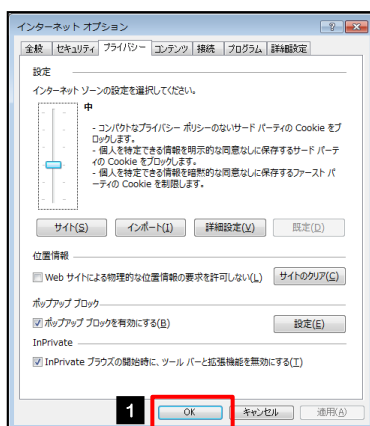 インターネット オプション
全般 セキュリティ プライバシー コンテンツ 接続 プログラム 詳細設定
設定
インターネット ゾーンの設定を選択してください。
中
- コンパクトなプライバシー ポリシーのないサード パーティの Cookie をブ
ロックします。
- 個人を特定できる情報を明示的な同意なしに保存するサード パーテ
ィの Cookie をブロックします。
- 個人を特定できる情報を暗黙的な同意なしに保存するファースト パ
ーティの Cookie を制限します。
サイト(S) インポート(I) 詳細設定(V) 既定(D)
位置情報
Web サイトによる物理的な位置情報の要求を許可しない(L) サイトのクリア(C)
ポップアップ ブロック
ポップアップ ブロックを有効にする(B) 設定(E)
InPrivate
InPrivate ブラウズの開始時に、ツール バーと拡張機能を無効にする(T)
1 OK キャンセル 適用(A)